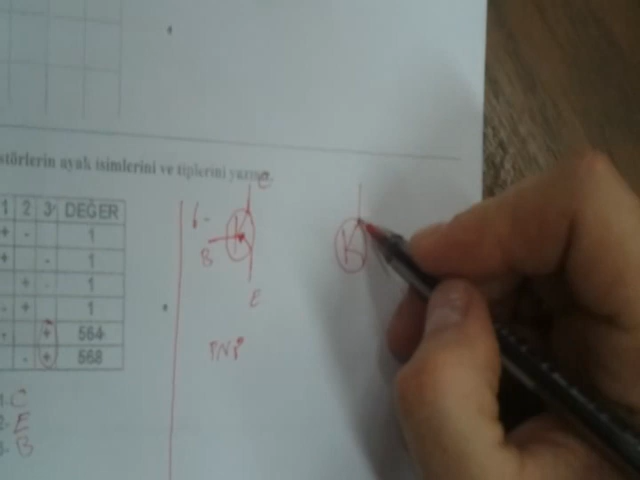 störlerin ayak isimlerini ve tiplerini yazınız
C
1 2 3 DEĞER
6-
+ - 1
+ - 1
B
+ - 1
- + 1
E
- + 564
- + 568
PNP
1- C
2- E
3- B